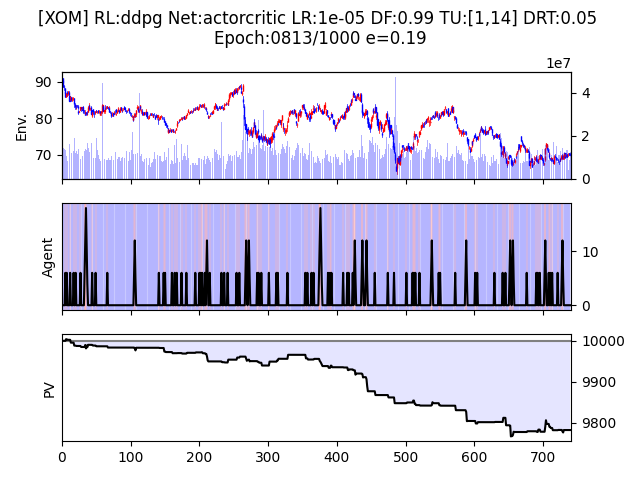 [XOM] RL:ddpg Net:actorcritic LR:1e-05 DF:0.99 TU:[1,14] DRT:0.05
Epoch:0813/1000 e=0.19
1e7
90
80
70
Env.
4
2
0
Agent
10
0
PV
10000
9900
9800
0 100 200 300 400 500 600 700